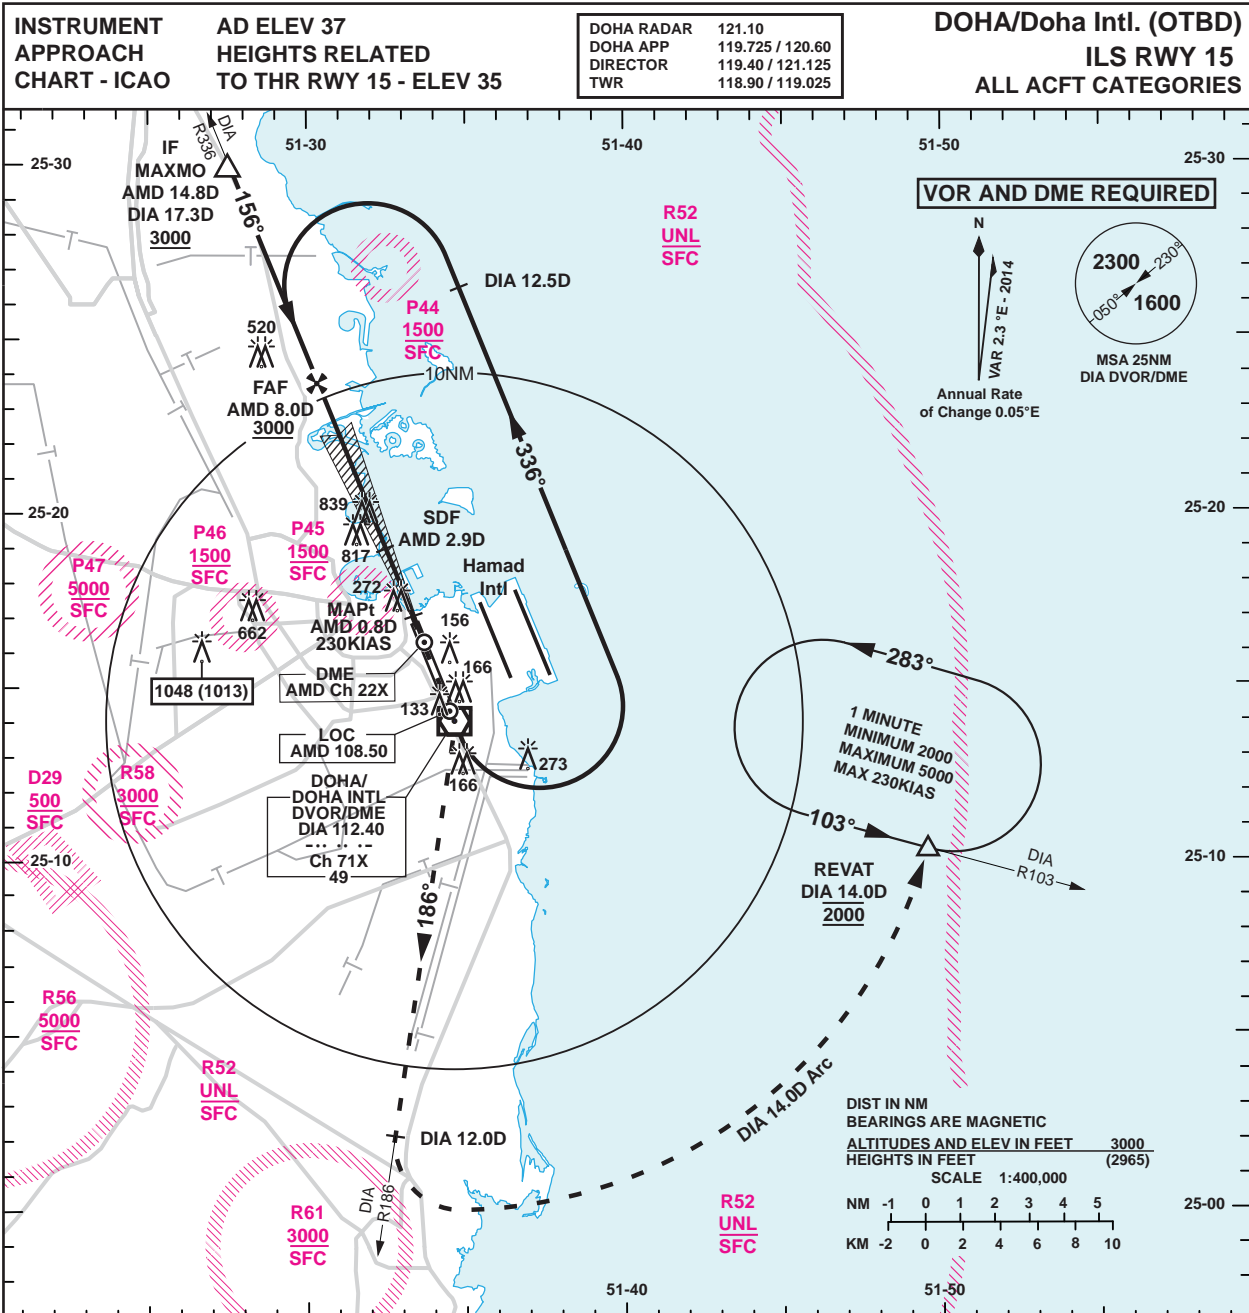 INSTRUMENT
APPROACH
CHART - ICAO
AD ELEV 37
HEIGHTS RELATED
TO THR RWY 15 - ELEV 35
DOHA RADAR 121.10
DOHA APP 119.725 / 120.60
DIRECTOR 119.40 / 121.125
TWR 118.90 / 119.025
DOHA/Doha Intl. (OTBD)
ILS RWY 15
ALL ACFT CATEGORIES
51-30
51-40
51-50
25-30
25-30
DIA
R336
IF
MAXMO
AMD 14.8D
DIA 17.3D
3000
156°
VOR AND DME REQUIRED
N
VAR 2.3 °E - 2014
Annual Rate
of Change 0.05°E
2300
230°
050°
1600
MSA 25NM
DIA DVOR/DME
R52
UNL
SFC
DIA 12.5D
P44
1500
SFC
10NM
520
FAF
AMD 8.0D
3000
336°
25-20
25-20
839
817
SDF
AMD 2.9D
P47
5000
SFC
P46
1500
SFC
P45
1500
SFC
Hamad
Intl
272
MAPt
AMD 0.8D
230KIAS
156
662
1048 (1013)
DME
AMD Ch 22X
166
133
LOC
AMD 108.50
166
273
DOHA/
DOHA INTL
DVOR/DME
DIA 112.40
-·· ·· ·-
Ch 71X
49
D29
500
SFC
R58
3000
SFC
283°
1 MINUTE
MINIMUM 2000
MAXIMUM 5000
MAX 230KIAS
103°
REVAT
DIA 14.0D
2000
DIA
R103
25-10
25-10
186°
R56
5000
SFC
R52
UNL
SFC
DIA 12.0D
DIA 14.0D Arc
DIA
R186
R61
3000
SFC
R52
UNL
SFC
DIST IN NM
BEARINGS ARE MAGNETIC
ALTITUDES AND ELEV IN FEET 3000
HEIGHTS IN FEET (2965)
SCALE 1:400,000
NM -1 0 1 2 3 4 5
KM -2 0 2 4 6 8 10
25-00
25-00
51-40
51-50